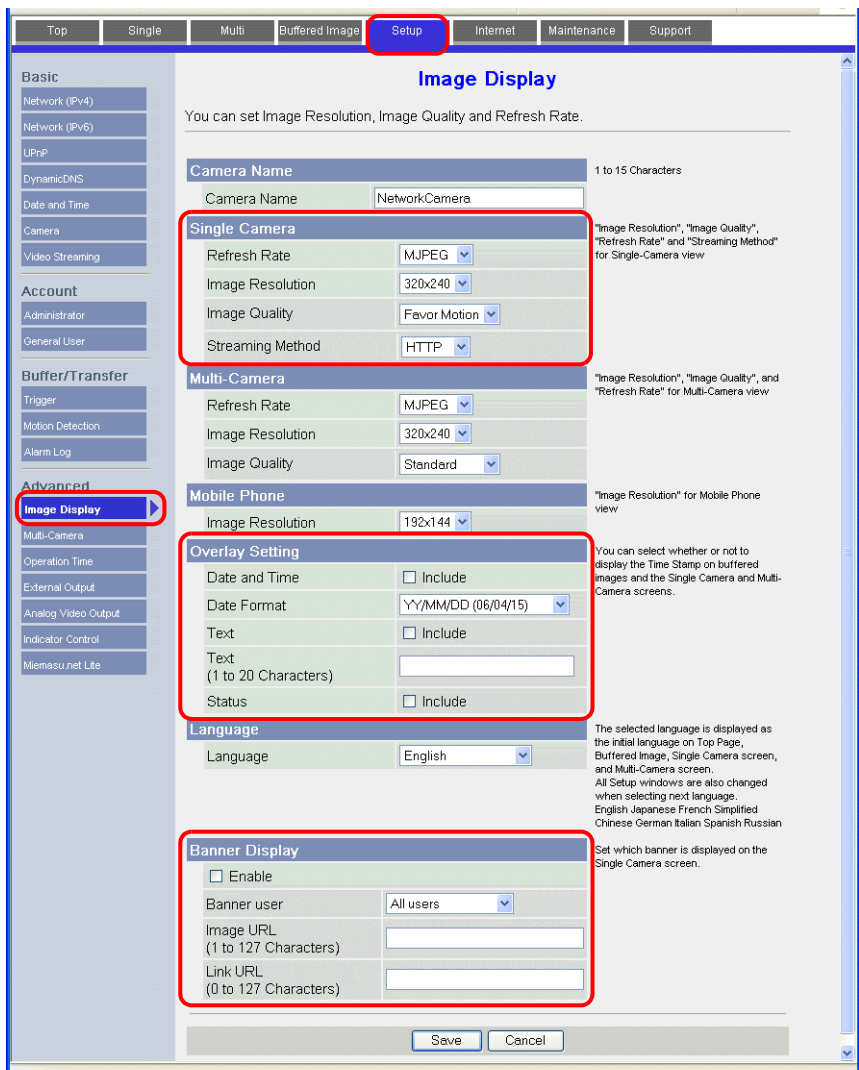 Top Single Multi Buffered Image Setup Internet Maintenance Support
Basic
Network (IPv4)
Network (IPv6)
UPnP
DynamicDNS
Date and Time
Camera
Video Streaming
Account
Administrator
General User
Buffer/Transfer
Trigger
Motion Detection
Alarm Log
Advanced
Image Display
Multi-Camera
Operation Time
External Output
Analog Video Output
Indicator Control
Miemasu.net Lite
Image Display
You can set Image Resolution, Image Quality and Refresh Rate.
Camera Name
1 to 15 Characters
Camera Name NetworkCamera
Single Camera
"Image Resolution", "Image Quality",
"Refresh Rate" and "Streaming Method"
for Single-Camera view
Refresh Rate MJPEG
Image Resolution 320x240
Image Quality Favor Motion
Streaming Method HTTP
Multi-Camera
"Image Resolution", "Image Quality", and
"Refresh Rate" for Multi-Camera view
Refresh Rate MJPEG
Image Resolution 320x240
Image Quality Standard
Mobile Phone
"Image Resolution" for Mobile Phone
view
Image Resolution 192x144
Overlay Setting
You can select whether or not to
display the Time Stamp on buffered
images and the Single Camera and Multi-
Camera screens.
Date and Time Include
Date Format YY/MM/DD (06/04/15)
Text Include
Text
(1 to 20 Characters)
Status Include
Language
The selected language is displayed as
the initial language on Top Page,
Buffered Image, Single Camera screen,
and Multi-Camera screen.
All Setup windows are also changed
when selecting next language.
English Japanese French Simplified
Chinese German Italian Spanish Russian
Language English
Banner Display
Set which banner is displayed on the
Single Camera screen.
Enable
Banner user All users
Image URL
(1 to 127 Characters)
Link URL
(0 to 127 Characters)
Save Cancel